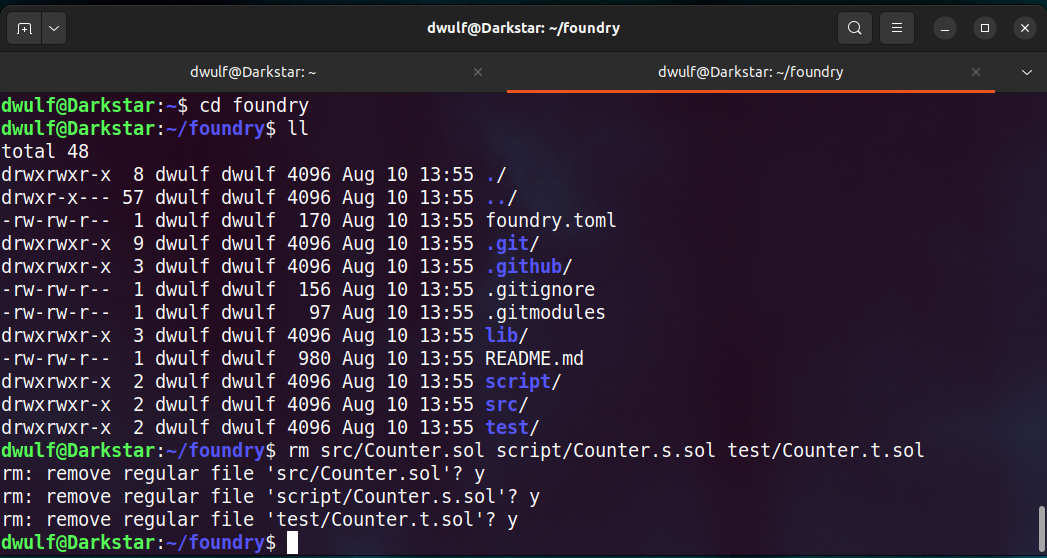 dwulf@Darkstar: ~/foundry
dwulf@Darkstar: ~
dwulf@Darkstar: ~/foundry
dwulf@Darkstar:~$ cd foundry
dwulf@Darkstar:~/foundry$ ll
total 48
drwxrwxr-x  8 dwulf dwulf 4096 Aug 10 13:55 ./
drwxr-x--- 57 dwulf dwulf 4096 Aug 10 13:55 ../
-rw-rw-r--  1 dwulf dwulf  170 Aug 10 13:55 foundry.toml
drwxrwxr-x  9 dwulf dwulf 4096 Aug 10 13:55 .git/
drwxrwxr-x  3 dwulf dwulf 4096 Aug 10 13:55 .github/
-rw-rw-r--  1 dwulf dwulf  156 Aug 10 13:55 .gitignore
-rw-rw-r--  1 dwulf dwulf   97 Aug 10 13:55 .gitmodules
drwxrwxr-x  3 dwulf dwulf 4096 Aug 10 13:55 lib/
-rw-rw-r--  1 dwulf dwulf  980 Aug 10 13:55 README.md
drwxrwxr-x  2 dwulf dwulf 4096 Aug 10 13:55 script/
drwxrwxr-x  2 dwulf dwulf 4096 Aug 10 13:55 src/
drwxrwxr-x  2 dwulf dwulf 4096 Aug 10 13:55 test/
dwulf@Darkstar:~/foundry$ rm src/Counter.sol script/Counter.s.sol test/Counter.t.sol
rm: remove regular file 'src/Counter.sol'? y
rm: remove regular file 'script/Counter.s.sol'? y
rm: remove regular file 'test/Counter.t.sol'? y
dwulf@Darkstar:~/foundry$